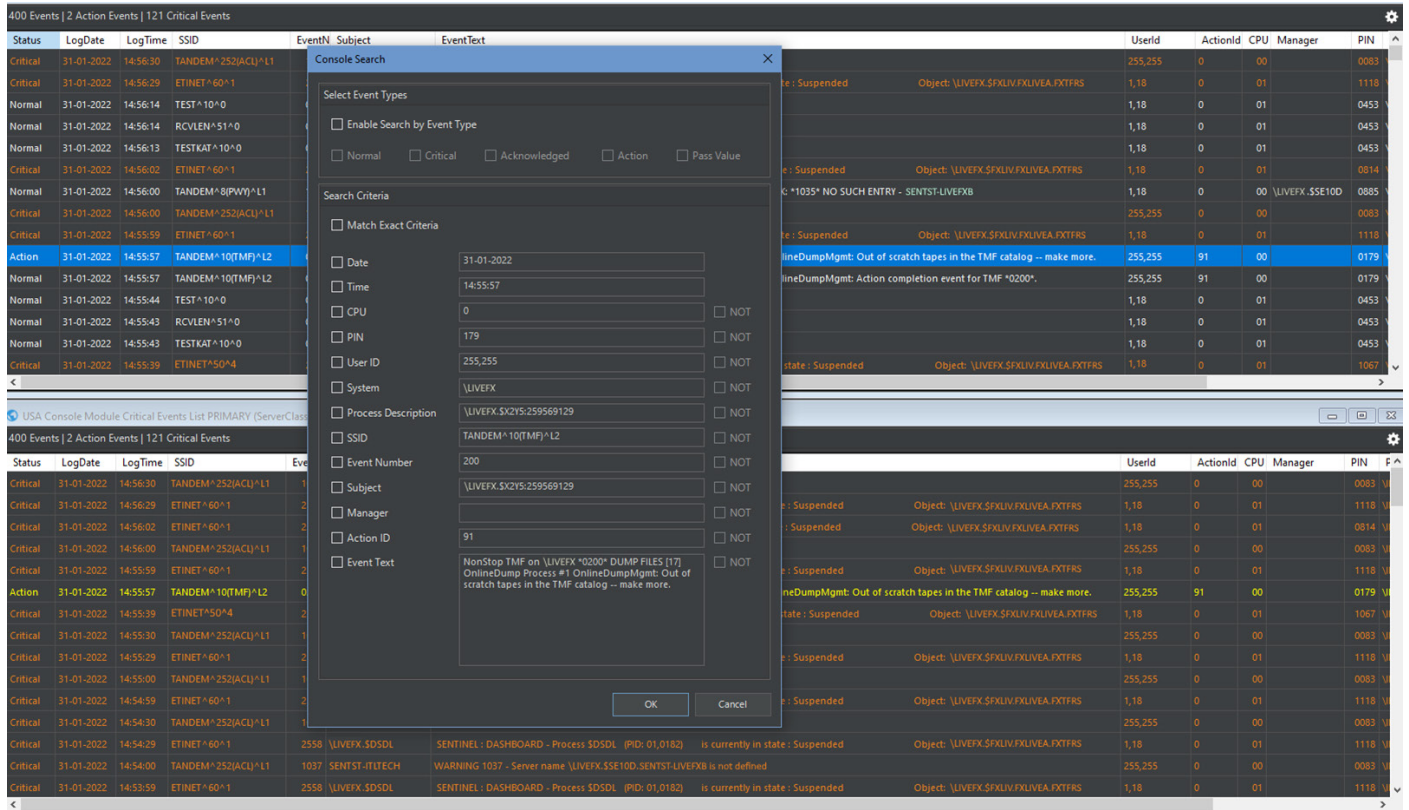 400 Events | 2 Action Events | 121 Critical Events
Status LogDate LogTime SSID EventN Subject EventText UserId ActionId CPU Manager PIN
Critical 31-01-2022 14:56:30 TANDEM^252(ACL)^L1 255,255 0 00 0083
Critical 31-01-2022 14:56:29 ETINET^60^1 : Suspended Object: \LIVEFX.$FXLIV.FXLIVEA.FXTFRS 1,18 0 01 1118
Normal 31-01-2022 14:56:14 TEST^10^0 1,18 0 01 0453
Normal 31-01-2022 14:56:14 RCVLEN^51^0 1,18 0 01 0453
Normal 31-01-2022 14:56:13 TESTKAT^10^0 1,18 0 01 0453
Critical 31-01-2022 14:56:02 ETINET^60^1 : Suspended Object: \LIVEFX.$FXLIV.FXLIVEA.FXTFRS 1,18 0 01 0814
Normal 31-01-2022 14:56:00 TANDEM^8(PWY)^L1 *1035* NO SUCH ENTRY - SENTST-LIVEFXB 1,18 0 00 \LIVEFX.$SE10D 0885
Critical 31-01-2022 14:56:00 TANDEM^252(ACL)^L1 255,255 0 00 0083
Critical 31-01-2022 14:55:59 ETINET^60^1 : Suspended Object: \LIVEFX.$FXLIV.FXLIVEA.FXTFRS 1,18 0 01 1118
Action 31-01-2022 14:55:57 TANDEM^10(TMF)^L2 lineDumpMgmt: Out of scratch tapes in the TMF catalog -- make more. 255,255 91 00 0179
Normal 31-01-2022 14:55:57 TANDEM^10(TMF)^L2 lineDumpMgmt: Action completion event for TMF *0200*. 255,255 91 00 0179
Normal 31-01-2022 14:55:44 TEST^10^0 1,18 0 01 0453
Normal 31-01-2022 14:55:43 RCVLEN^51^0 1,18 0 01 0453
Normal 31-01-2022 14:55:43 TESTKAT^10^0 1,18 0 01 0453
Critical 31-01-2022 14:55:39 ETINET^50^4 state : Suspended Object: \LIVEFX.$FXLIV.FXLIVEA.FXTFRS 1,18 0 01 1067
Console Search
Select Event Types
Enable Search by Event Type
Normal Critical Acknowledged Action Pass Value
Search Criteria
Match Exact Criteria
Date 31-01-2022
Time 14:55:57
CPU 0 NOT
PIN 179 NOT
User ID 255,255 NOT
System \LIVEFX NOT
Process Description \LIVEFX.$X2Y5:259569129 NOT
SSID TANDEM^10(TMF)^L2 NOT
Event Number 200 NOT
Subject \LIVEFX.$X2Y5:259569129 NOT
Manager NOT
Action ID 91 NOT
Event Text NonStop TMF on \LIVEFX *0200* DUMP FILES [17] NOT
OnlineDump Process #1 OnlineDumpMgmt: Out of
scratch tapes in the TMF catalog -- make more.
OK Cancel
USA Console Module Critical Events List PRIMARY (ServerClass
400 Events | 2 Action Events | 121 Critical Events
Status LogDate LogTime SSID Eve UserId ActionId CPU Manager PIN
Critical 31-01-2022 14:56:30 TANDEM^252(ACL)^L1 255,255 0 00 0083
Critical 31-01-2022 14:56:29 ETINET^60^1 : Suspended Object: \LIVEFX.$FXLIV.FXLIVEA.FXTFRS 1,18 0 01 1118
Critical 31-01-2022 14:56:02 ETINET^60^1 : Suspended Object: \LIVEFX.$FXLIV.FXLIVEA.FXTFRS 1,18 0 01 0814
Critical 31-01-2022 14:56:00 TANDEM^252(ACL)^L1 255,255 0 00 0083
Critical 31-01-2022 14:55:59 ETINET^60^1 : Suspended Object: \LIVEFX.$FXLIV.FXLIVEA.FXTFRS 1,18 0 01 1118
Action 31-01-2022 14:55:57 TANDEM^10(TMF)^L2 neDumpMgmt: Out of scratch tapes in the TMF catalog -- make more. 255,255 91 00 0179
Critical 31-01-2022 14:55:39 ETINET^50^4 state : Suspended Object: \LIVEFX.$FXLIV.FXLIVEA.FXTFRS 1,18 0 01 1067
Critical 31-01-2022 14:55:30 TANDEM^252(ACL)^L1 255,255 0 00 0083
Critical 31-01-2022 14:55:29 ETINET^60^1 : Suspended Object: \LIVEFX.$FXLIV.FXLIVEA.FXTFRS 1,18 0 01 1118
Critical 31-01-2022 14:55:00 TANDEM^252(ACL)^L1 255,255 0 00 0083
Critical 31-01-2022 14:54:59 ETINET^60^1 : Suspended Object: \LIVEFX.$FXLIV.FXLIVEA.FXTFRS 1,18 0 01 1118
Critical 31-01-2022 14:54:30 TANDEM^252(ACL)^L1 255,255 0 00 0083
Critical 31-01-2022 14:54:29 ETINET^60^1 2558 \LIVEFX.$DSDL SENTINEL : DASHBOARD - Process $DSDL (PID: 01,0182) is currently in state : Suspended Object: \LIVEFX.$FXLIV.FXLIVEA.FXTFRS 1,18 0 01 1118
Critical 31-01-2022 14:54:00 TANDEM^252(ACL)^L1 1037 SENTST-ITLTECH WARNING 1037 - Server name \LIVEFX.$SE10D.SENTST-LIVEFXB is not defined 255,255 0 00 0083
Critical 31-01-2022 14:53:59 ETINET^60^1 2558 \LIVEFX.$DSDL SENTINEL : DASHBOARD - Process $DSDL (PID: 01,0182) is currently in state : Suspended Object: \LIVEFX.$FXLIV.FXLIVEA.FXTFRS 1,18 0 01 1118